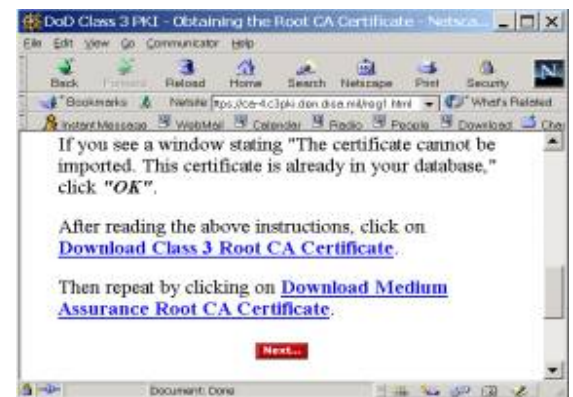 DoD Class 3 PKI - Obtaining the Root CA Certificate - Netsca...
File Edit View Go Communicator Help
Back Forward Reload Home Search Netscape Print Security N
Bookmarks Netsite What's Related
Instant Message WebMail Calendar Radio People Download
If you see a window stating "The certificate cannot be
imported. This certificate is already in your database,"
click "OK".
After reading the above instructions, click on
Download Class 3 Root CA Certificate.
Then repeat by clicking on Download Medium
Assurance Root CA Certificate.
Next...
Document: Done